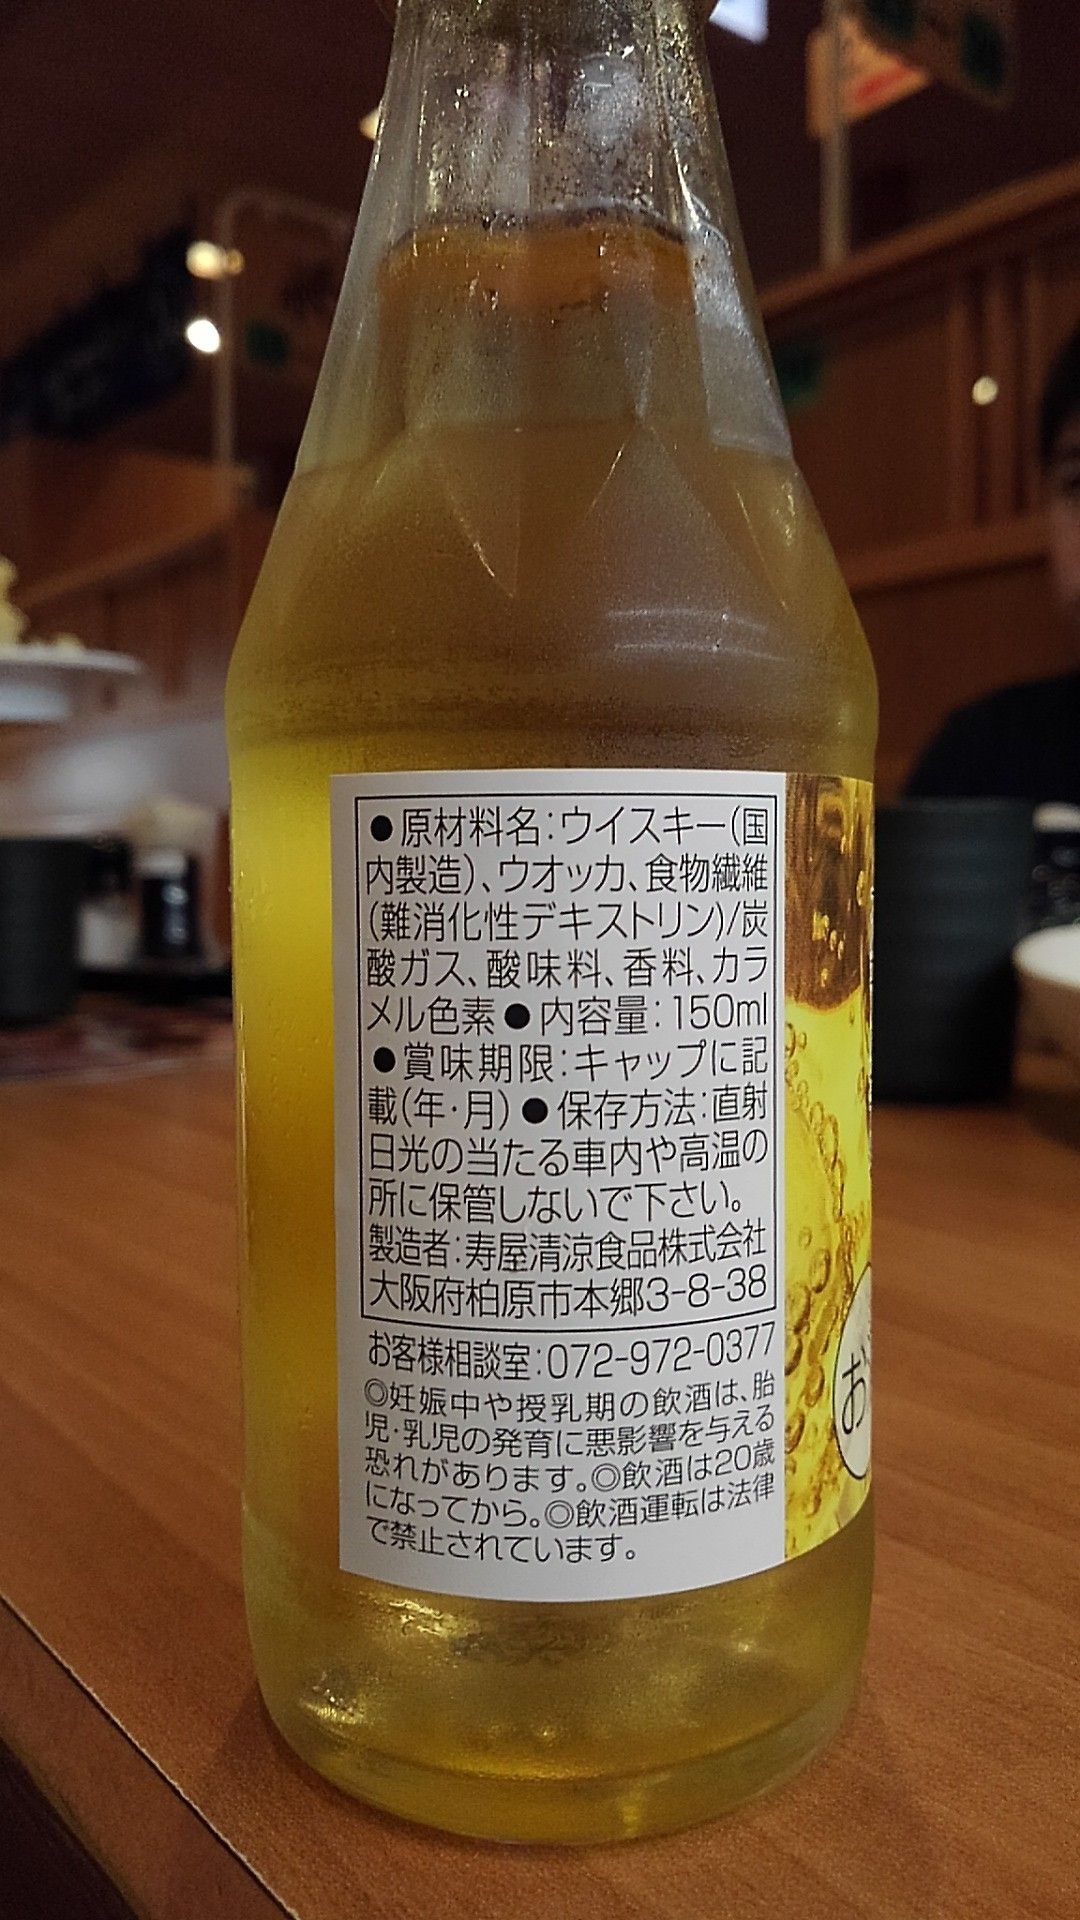 ●原材料名:ウイスキー(国
内製造)、ウオッカ、食物繊維
(難消化性デキストリン)/炭
酸ガス、酸味料、香料、カラ
メル色素●内容量:150ml
●賞味期限:キャップに記
載(年・月)●保存方法:直射
日光の当たる車内や高温の
所に保管しないで下さい。
製造者:寿屋清涼食品株式会社
大阪府柏原市本郷3-8-38
お客様相談室:072-972-0377
◎妊娠中や授乳期の飲酒は、胎
児・乳児の発育に悪影響を与える
恐れがあります。◎飲酒は20歳
になってから。◎飲酒運転は法律
で禁止されています。
お